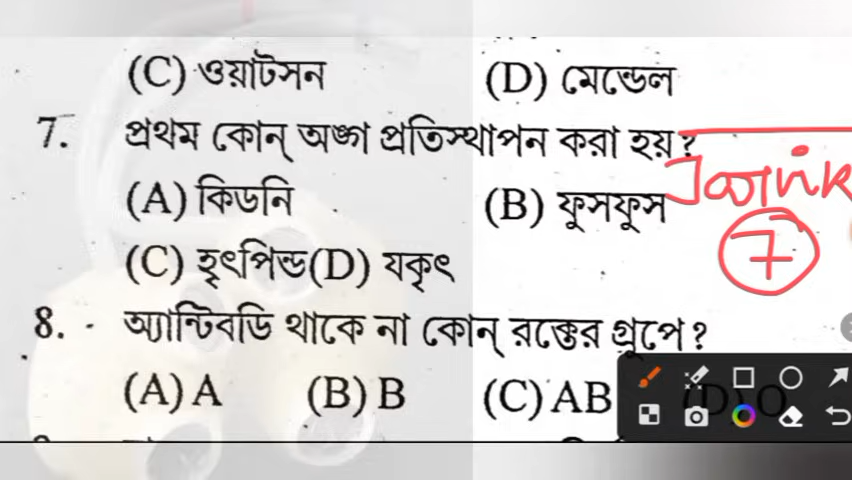 (C) ওয়াটসন (D) মেন্ডেল
7. প্রথম কোন্ অঙ্গ প্রতিস্থাপন করা হয়?
(A) কিডনি (B) ফুসফুস
(C) হৃৎপিন্ড (D) যকৃৎ
7
8. অ্যান্টিবডি থাকে না কোন্ রক্তের গ্রুপে?
(A) A (B) B (C) AB (D) O